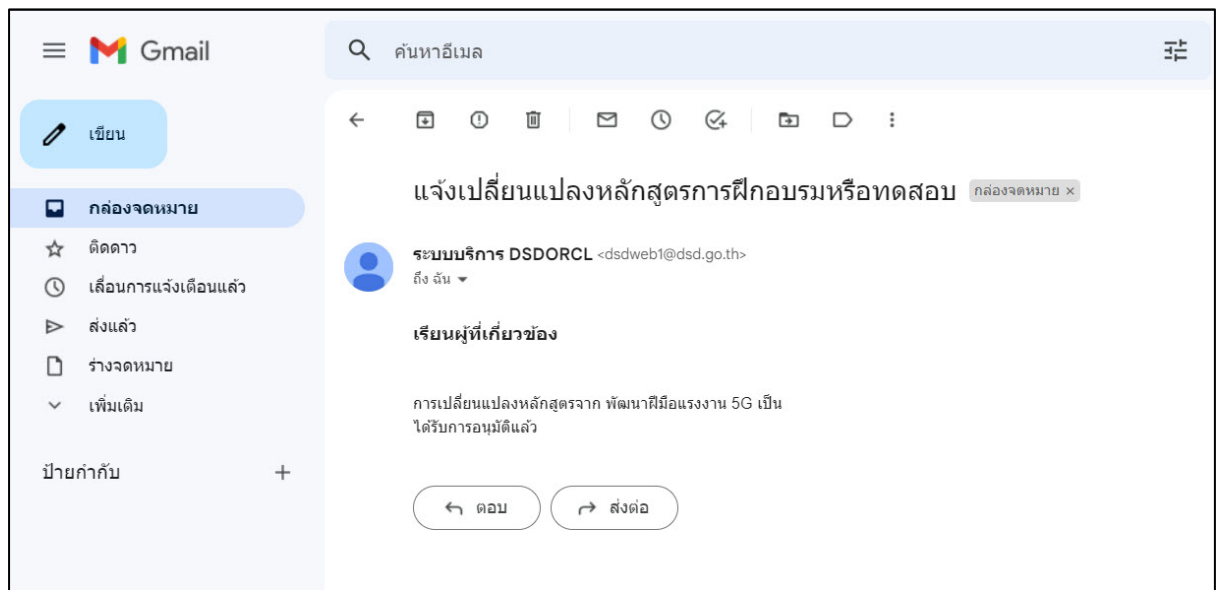 Gmail
ค้นหาอีเมล
เขียน
กล่องจดหมาย
ติดดาว
เลื่อนการแจ้งเตือนแล้ว
ส่งแล้ว
ร่างจดหมาย
เพิ่มเติม
ป้ายกำกับ
แจ้งเปลี่ยนแปลงหลักสูตรการฝึกอบรมหรือทดสอบ กล่องจดหมาย ×
ระบบบริการ DSDORCL <dsdweb1@dsd.go.th>
ถึง ฉัน
เรียนผู้ที่เกี่ยวข้อง
การเปลี่ยนแปลงหลักสูตรจาก พัฒนาฝีมือแรงงาน 5G เป็น
ได้รับการอนุมัติแล้ว
ตอบ
ส่งต่อ